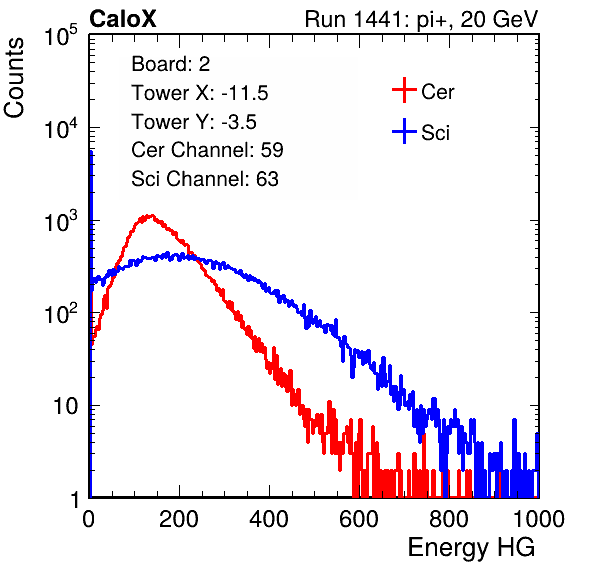 CaloX Run 1441: pi+, 20 GeV
Counts
Board: 2
Tower X: -11.5
Tower Y: -3.5
Cer Channel: 59
Sci Channel: 63
Cer
Sci
10^5
10^4
10^3
10^2
10
1
0 200 400 600 800 1000
Energy HG